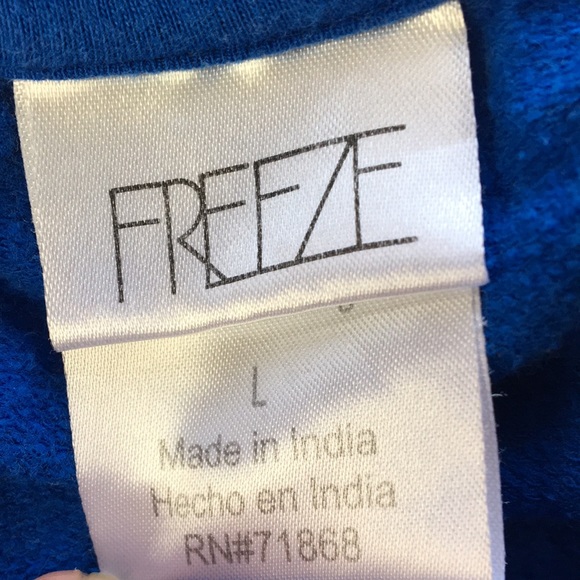 FREEZE
L
Made in India
Hecho en India
RN#71868